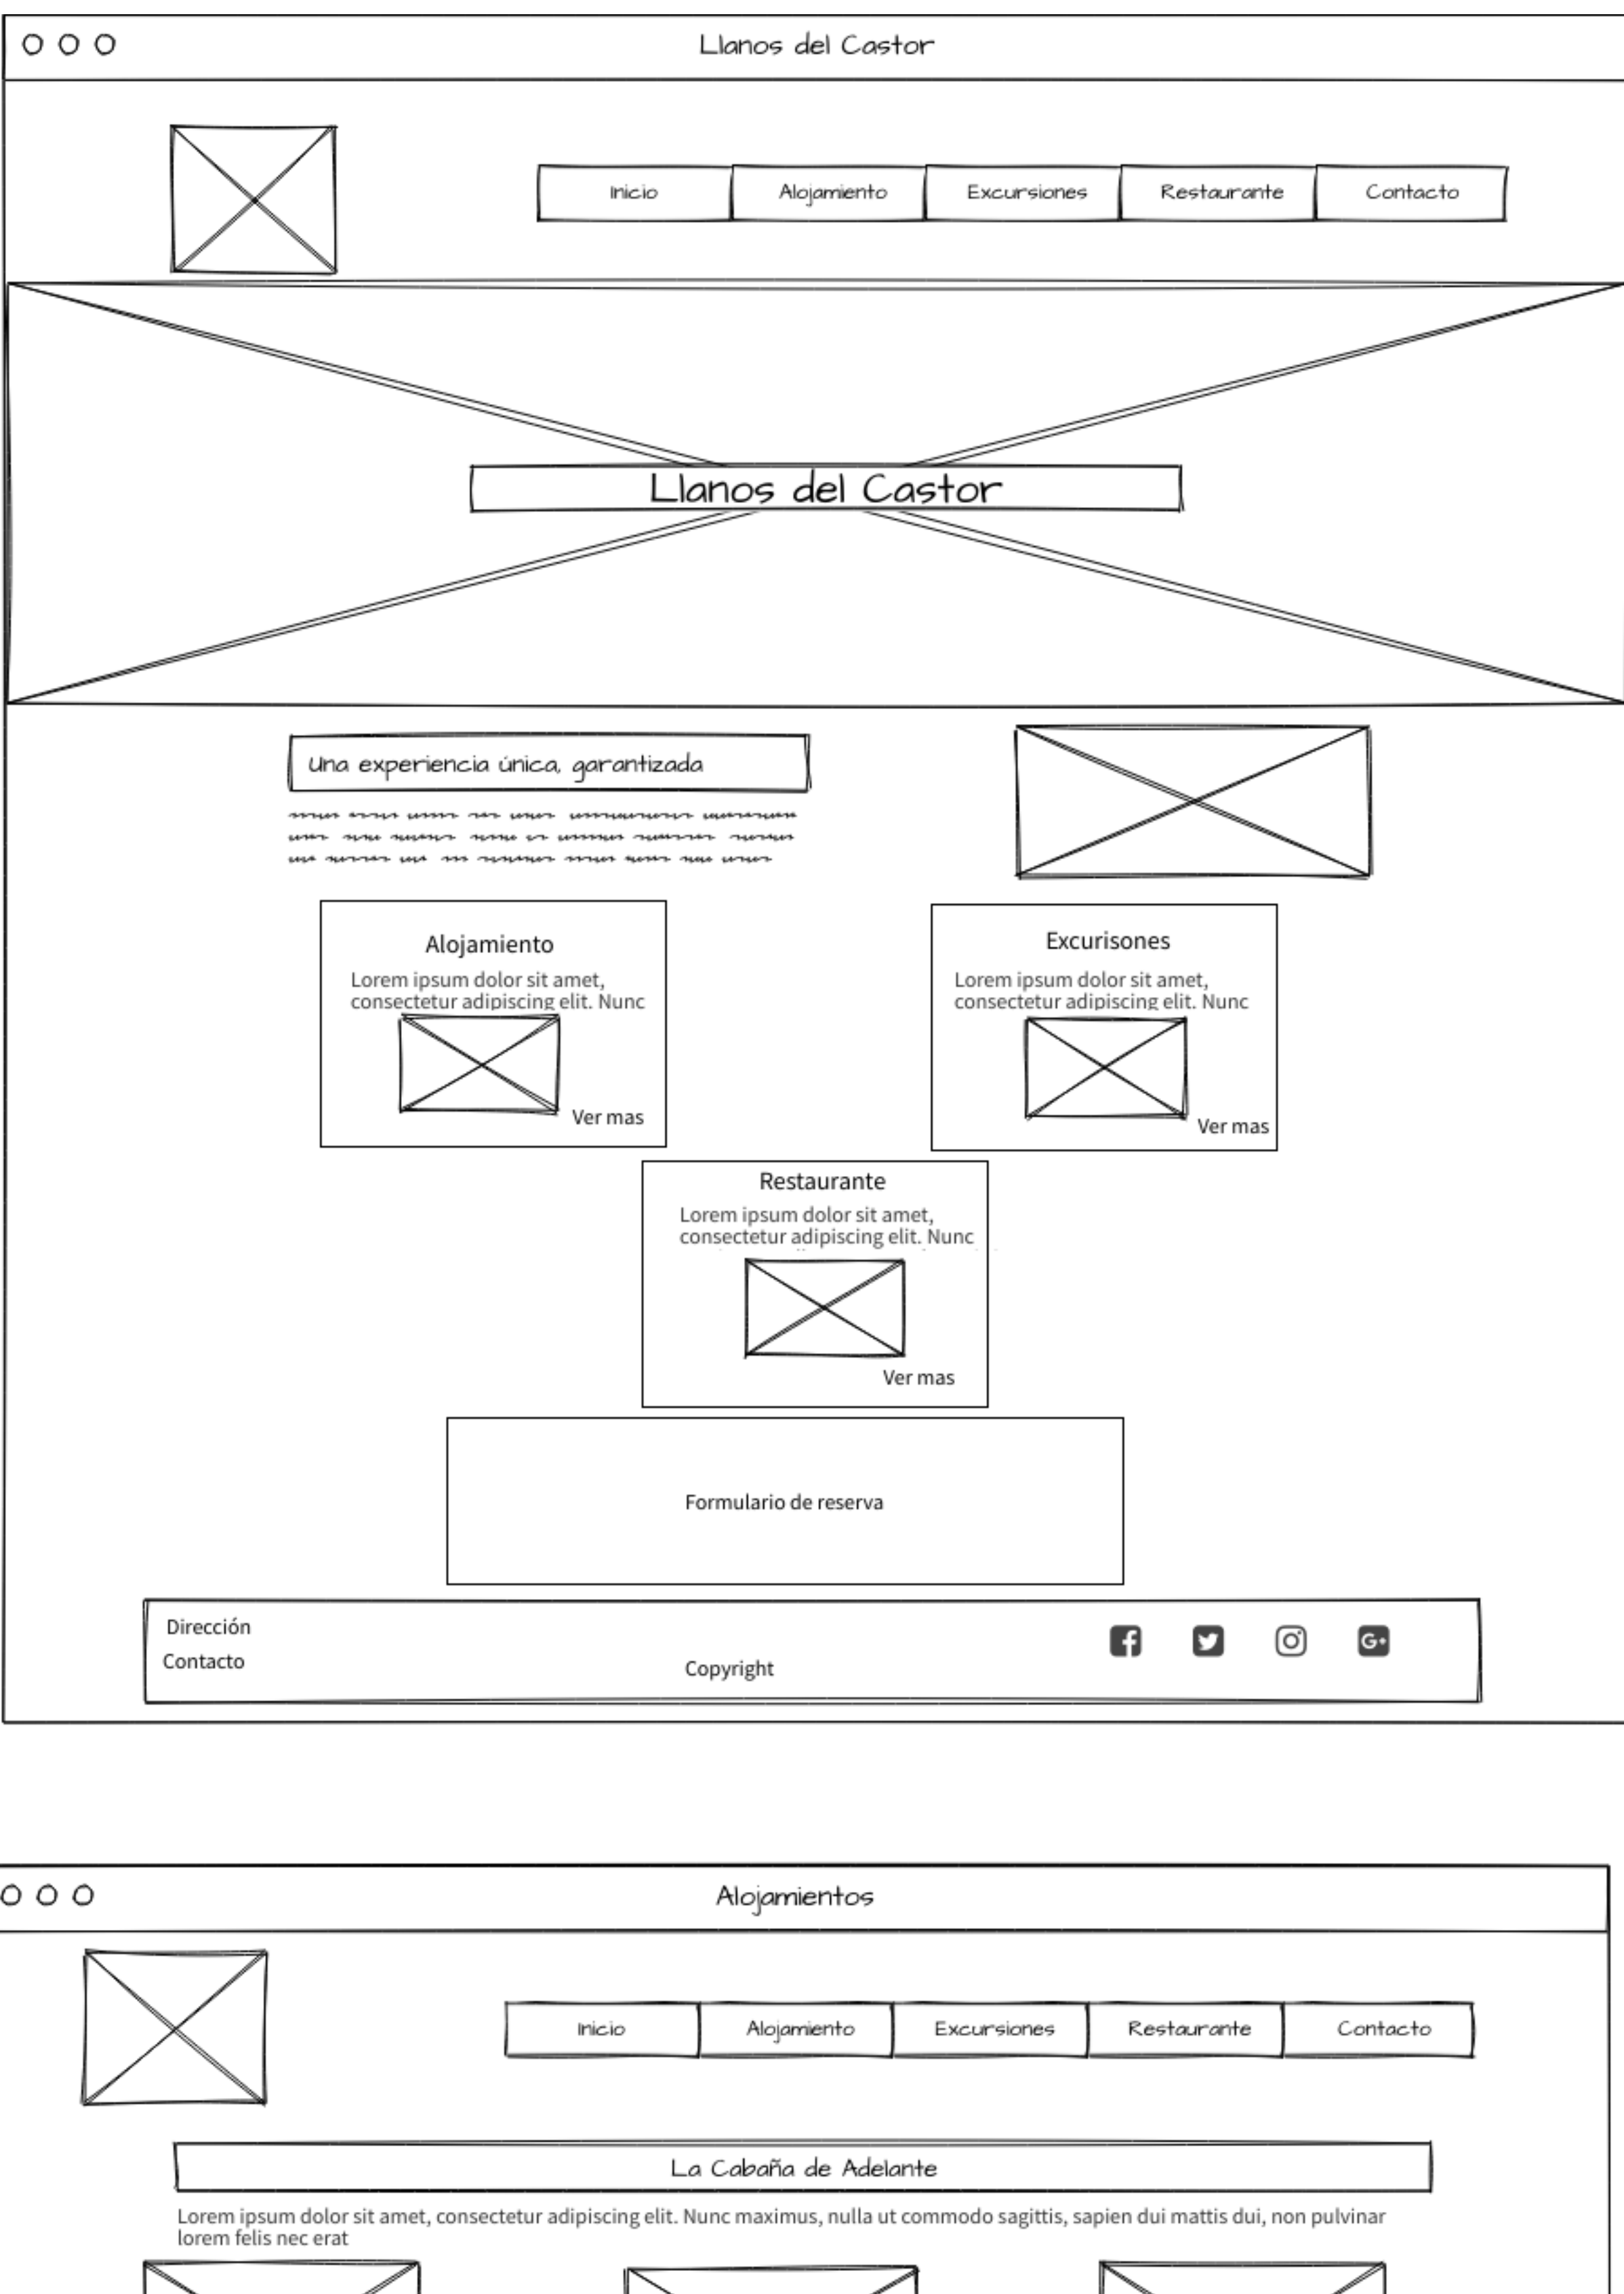 Llanos del Castor
Inicio
Alojamiento
Excursiones
Restaurante
Contacto
Llanos del Castor
Una experiencia única, garantizada
Alojamiento
Lorem ipsum dolor sit amet,
consectetur adipiscing elit. Nunc
Ver mas
Excurisones
Lorem ipsum dolor sit amet,
consectetur adipiscing elit. Nunc
Ver mas
Restaurante
Lorem ipsum dolor sit amet,
consectetur adipiscing elit. Nunc
Ver mas
Formulario de reserva
Dirección
Contacto
Copyright
Alojamientos
Inicio
Alojamiento
Excursiones
Restaurante
Contacto
La Cabaña de Adelante
Lorem ipsum dolor sit amet, consectetur adipiscing elit. Nunc maximus, nulla ut commodo sagittis, sapien dui mattis dui, non pulvinar
lorem felis nec erat